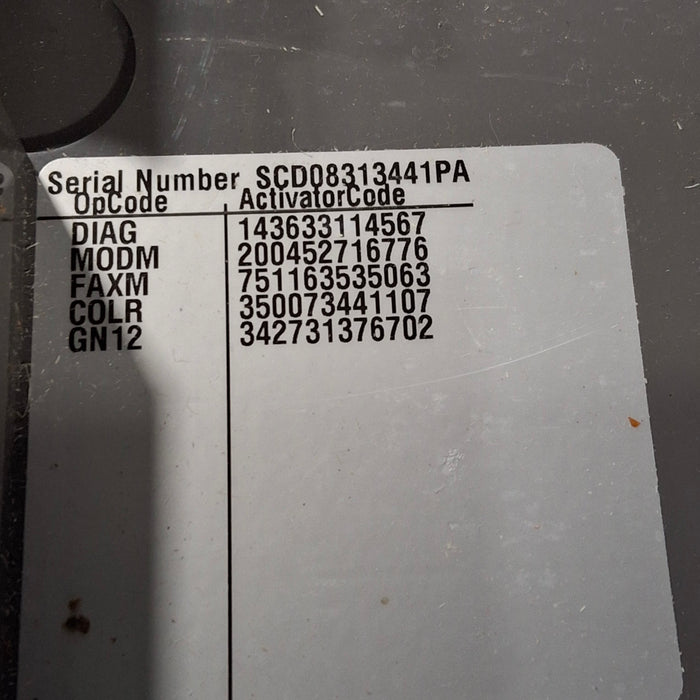 Serial Number SCD08313441PA
OpCode ActivatorCode
DIAG 143633114567
MODM 200452716776
FAXM 751163535063
COLR 350073441107
GN12 342731376702